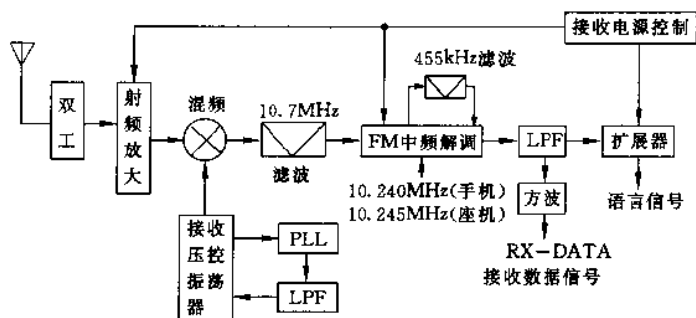 接收电源控制
455kHz滤波
双工
射频放大
混频
10.7MHz
滤波
FM中频解调
LPF
扩展器
10.240MHz(手机)
10.245MHz(座机)
方波
语言信号
接收压控振荡器
PLL
LPF
RX-DATA
接收数据信号